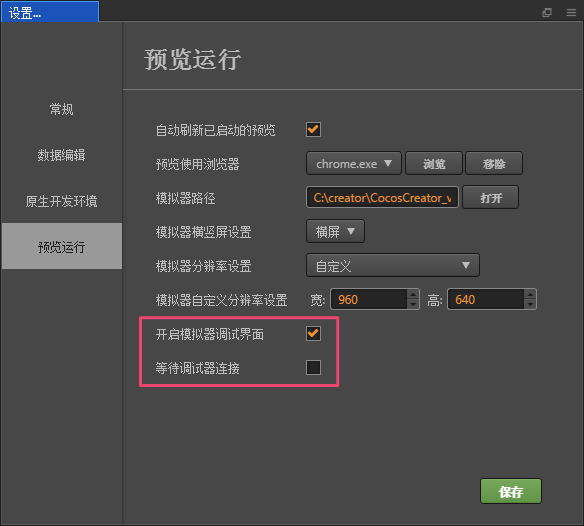 设置...
预览运行
常规
数据编辑
原生开发环境
预览运行
自动刷新已启动的预览
预览使用浏览器 chrome.exe 浏览 移除
模拟器路径 C:\creator\CocosCreator_v 打开
模拟器横竖屏设置 横屏
模拟器分辨率设置 自定义
模拟器自定义分辨率设置 宽: 960 高: 640
开启模拟器调试界面
等待调试器连接
保存